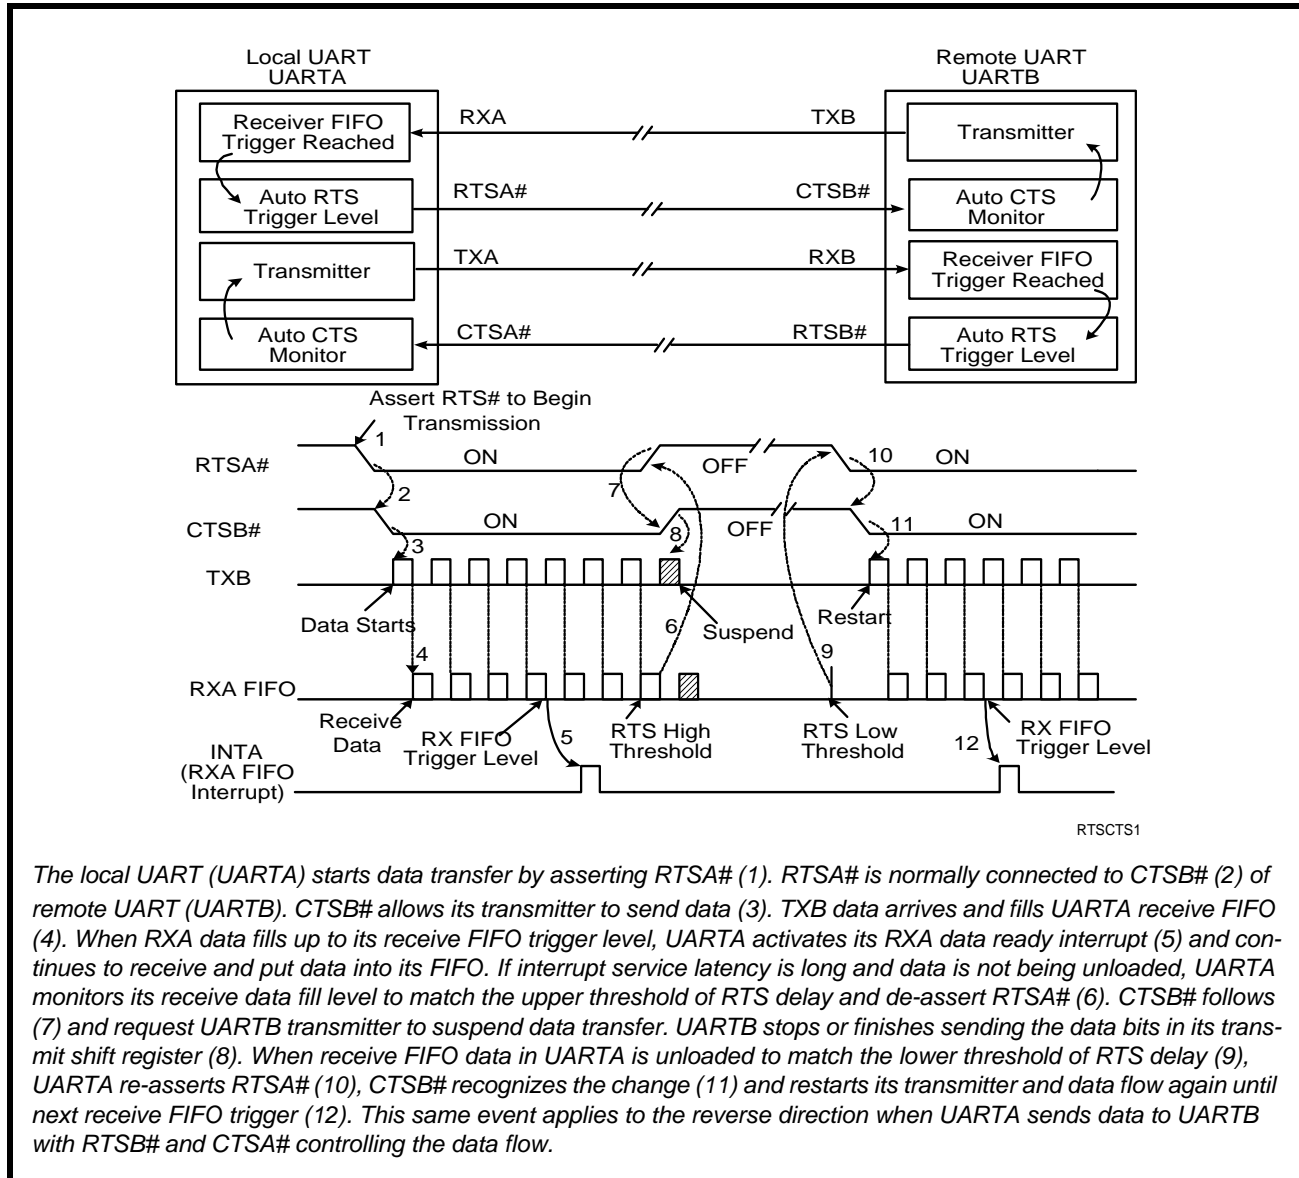 Local UART
UARTA
Remote UART
UARTB
Receiver FIFO
Trigger Reached
RXA
TXB
Transmitter
Auto RTS
Trigger Level
RTSA#
CTSB#
Auto CTS
Monitor
Transmitter
TXA
RXB
Receiver FIFO
Trigger Reached
Auto CTS
Monitor
CTSA#
RTSB#
Auto RTS
Trigger Level
Assert RTS# to Begin
Transmission
1
RTSA#
ON
OFF
10
ON
2
7
CTSB#
ON
8
OFF
11
ON
3
TXB
Data Starts
6
Suspend
Restart
4
9
RXA FIFO
Receive
Data
RX FIFO
Trigger Level
5
RTS High
Threshold
RTS Low
Threshold
12
RX FIFO
Trigger Level
INTA
(RXA FIFO
Interrupt)
RTSCTS1
The local UART (UARTA) starts data transfer by asserting RTSA# (1). RTSA# is normally connected to CTSB# (2) of
remote UART (UARTB). CTSB# allows its transmitter to send data (3). TXB data arrives and fills UARTA receive FIFO
(4). When RXA data fills up to its receive FIFO trigger level, UARTA activates its RXA data ready interrupt (5) and con-
tinues to receive and put data into its FIFO. If interrupt service latency is long and data is not being unloaded, UARTA
monitors its receive data fill level to match the upper threshold of RTS delay and de-assert RTSA# (6). CTSB# follows
(7) and request UARTB transmitter to suspend data transfer. UARTB stops or finishes sending the data bits in its trans-
mit shift register (8). When receive FIFO data in UARTA is unloaded to match the lower threshold of RTS delay (9),
UARTA re-asserts RTSA# (10), CTSB# recognizes the change (11) and restarts its transmitter and data flow again until
next receive FIFO trigger (12). This same event applies to the reverse direction when UARTA sends data to UARTB
with RTSB# and CTSA# controlling the data flow.